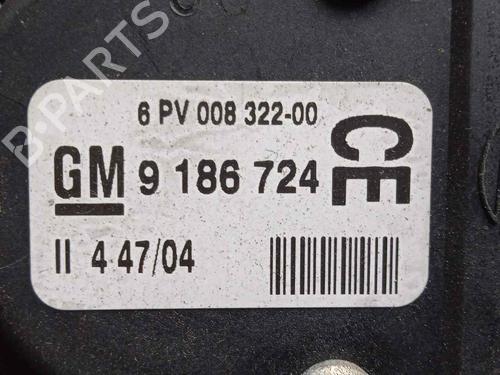 B-PARTS
6 PV 008 322-00
GM 9 186 724
CE
II 4 47/04